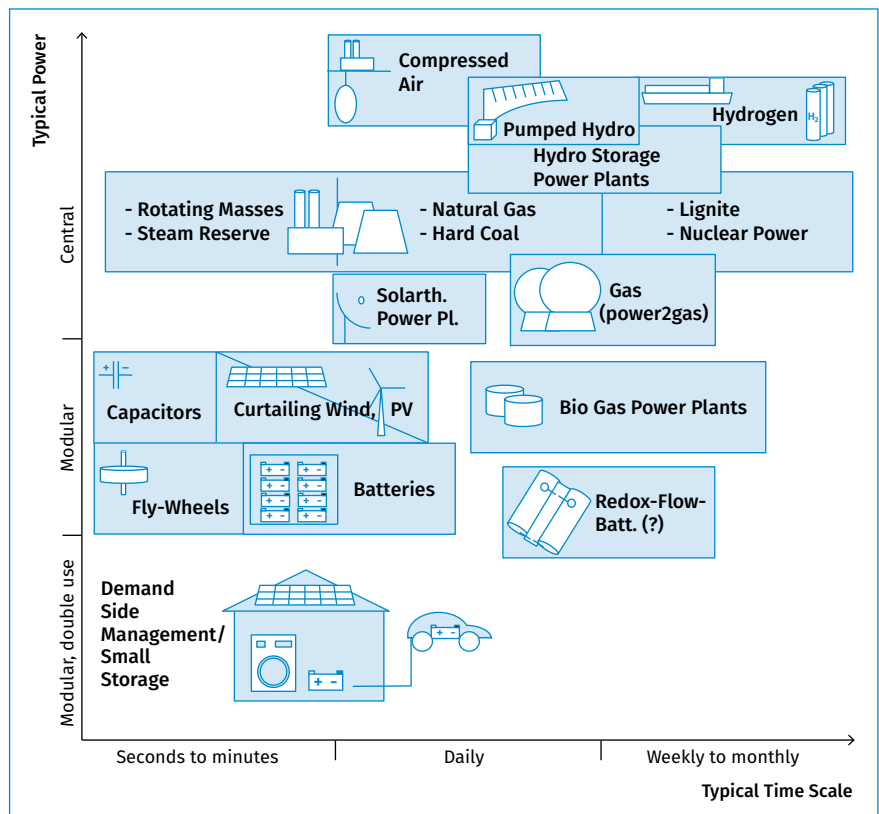 Typical Power
Compressed
Air
Pumped Hydro
Hydrogen
H₂
Hydro Storage
Power Plants
Central
- Rotating Masses
- Steam Reserve
- Natural Gas
- Hard Coal
- Lignite
- Nuclear Power
Solarth.
Power Pl.
Gas
(power2gas)
Modular
+ −
Capacitors
Curtailing Wind, PV
Bio Gas Power Plants
Fly-Wheels
+ − + −
+ − + −
+ − + −
+ − + −
Batteries
Redox-Flow-
Batt. (?)
Modular, double use
Demand
Side
Management/
Small
Storage
+ −
+ −
Seconds to minutes
Daily
Weekly to monthly
Typical Time Scale